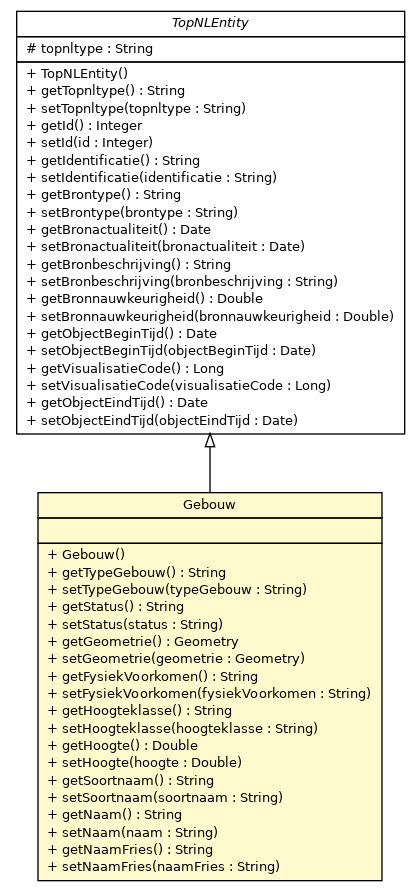 TopNLEntity
# topnltype : String
+ TopNLEntity()
+ getTopnltype() : String
+ setTopnltype(topnltype : String)
+ getId() : Integer
+ setId(id : Integer)
+ getIdentificatie() : String
+ setIdentificatie(identificatie : String)
+ getBrontype() : String
+ setBrontype(brontype : String)
+ getBronactualiteit() : Date
+ setBronactualiteit(bronactualiteit : Date)
+ getBronbeschrijving() : String
+ setBronbeschrijving(bronbeschrijving : String)
+ getBronnauwkeurigheid() : Double
+ setBronnauwkeurigheid(bronnauwkeurigheid : Double)
+ getObjectBeginTijd() : Date
+ setObjectBeginTijd(objectBeginTijd : Date)
+ getVisualisatieCode() : Long
+ setVisualisatieCode(visualisatieCode : Long)
+ getObjectEindTijd() : Date
+ setObjectEindTijd(objectEindTijd : Date)
Gebouw
+ Gebouw()
+ getTypeGebouw() : String
+ setTypeGebouw(typeGebouw : String)
+ getStatus() : String
+ setStatus(status : String)
+ getGeometrie() : Geometry
+ setGeometrie(geometrie : Geometry)
+ getFysiekVoorkomen() : String
+ setFysiekVoorkomen(fysiekVoorkomen : String)
+ getHoogteklasse() : String
+ setHoogteklasse(hoogteklasse : String)
+ getHoogte() : Double
+ setHoogte(hoogte : Double)
+ getSoortnaam() : String
+ setSoortnaam(soortnaam : String)
+ getNaam() : String
+ setNaam(naam : String)
+ getNaamFries() : String
+ setNaamFries(naamFries : String)